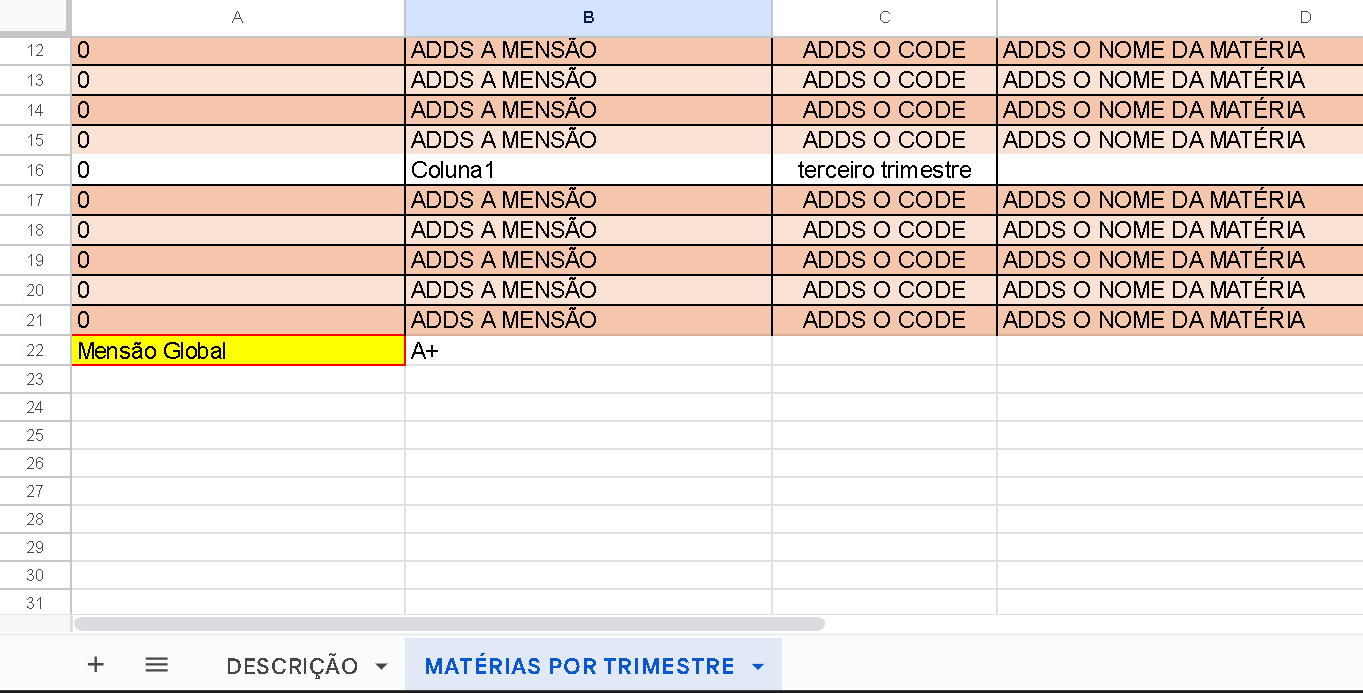 A B C D
12 0 ADDS A MENSÃO ADDS O CODE ADDS O NOME DA MATÉRIA
13 0 ADDS A MENSÃO ADDS O CODE ADDS O NOME DA MATÉRIA
14 0 ADDS A MENSÃO ADDS O CODE ADDS O NOME DA MATÉRIA
15 0 ADDS A MENSÃO ADDS O CODE ADDS O NOME DA MATÉRIA
16 0 Coluna1 terceiro trimestre
17 0 ADDS A MENSÃO ADDS O CODE ADDS O NOME DA MATÉRIA
18 0 ADDS A MENSÃO ADDS O CODE ADDS O NOME DA MATÉRIA
19 0 ADDS A MENSÃO ADDS O CODE ADDS O NOME DA MATÉRIA
20 0 ADDS A MENSÃO ADDS O CODE ADDS O NOME DA MATÉRIA
21 0 ADDS A MENSÃO ADDS O CODE ADDS O NOME DA MATÉRIA
22 Mensão Global A+
23
24
25
26
27
28
29
30
31
DESCRIÇÃO MATÉRIAS POR TRIMESTRE